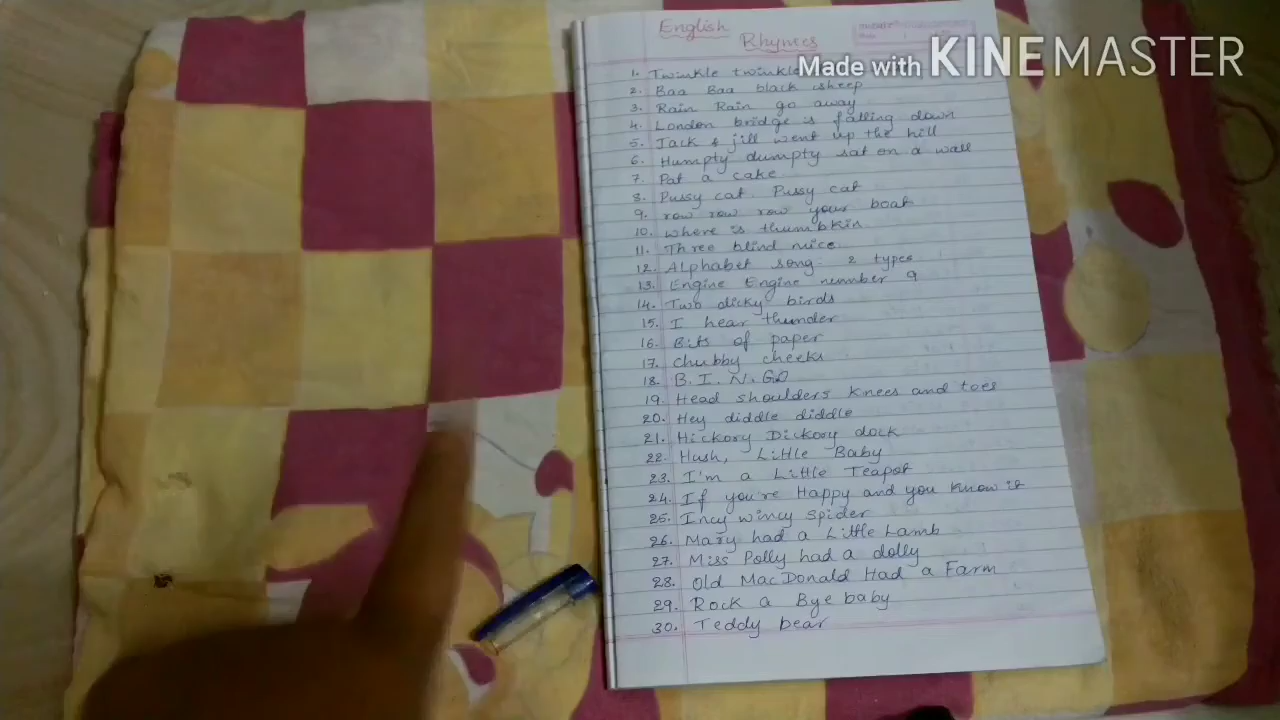 English
Rhymes
Made with KINEMASTER
1. Twinkle twinkle
2. Baa Baa black sheep
3. Rain Rain go away
4. London bridge is falling down
5. Jack & jill went up the hill
6. Humpty dumpty sat on a wall
7. Pat a cake
8. Pussy cat Pussy cat
9. row row row your boat
10. where is thumbkin
11. Three blind mice
12. Alphabet song - 2 types
13. Engine Engine number 9
14. Two dicky birds
15. I hear thunder
16. Bits of paper
17. Chubby cheeks
18. B. I. N. GO
19. Head shoulders knees and toes
20. Hey diddle diddle
21. Hickory Dickory dock
22. Hush, Little Baby
23. I'm a Little Teapot
24. If you're Happy and you know it
25. Incy wincy spider
26. Mary had a Little Lamb
27. Miss Polly had a dolly
28. Old MacDonald Had a Farm
29. Rock a Bye baby
30. Teddy bear